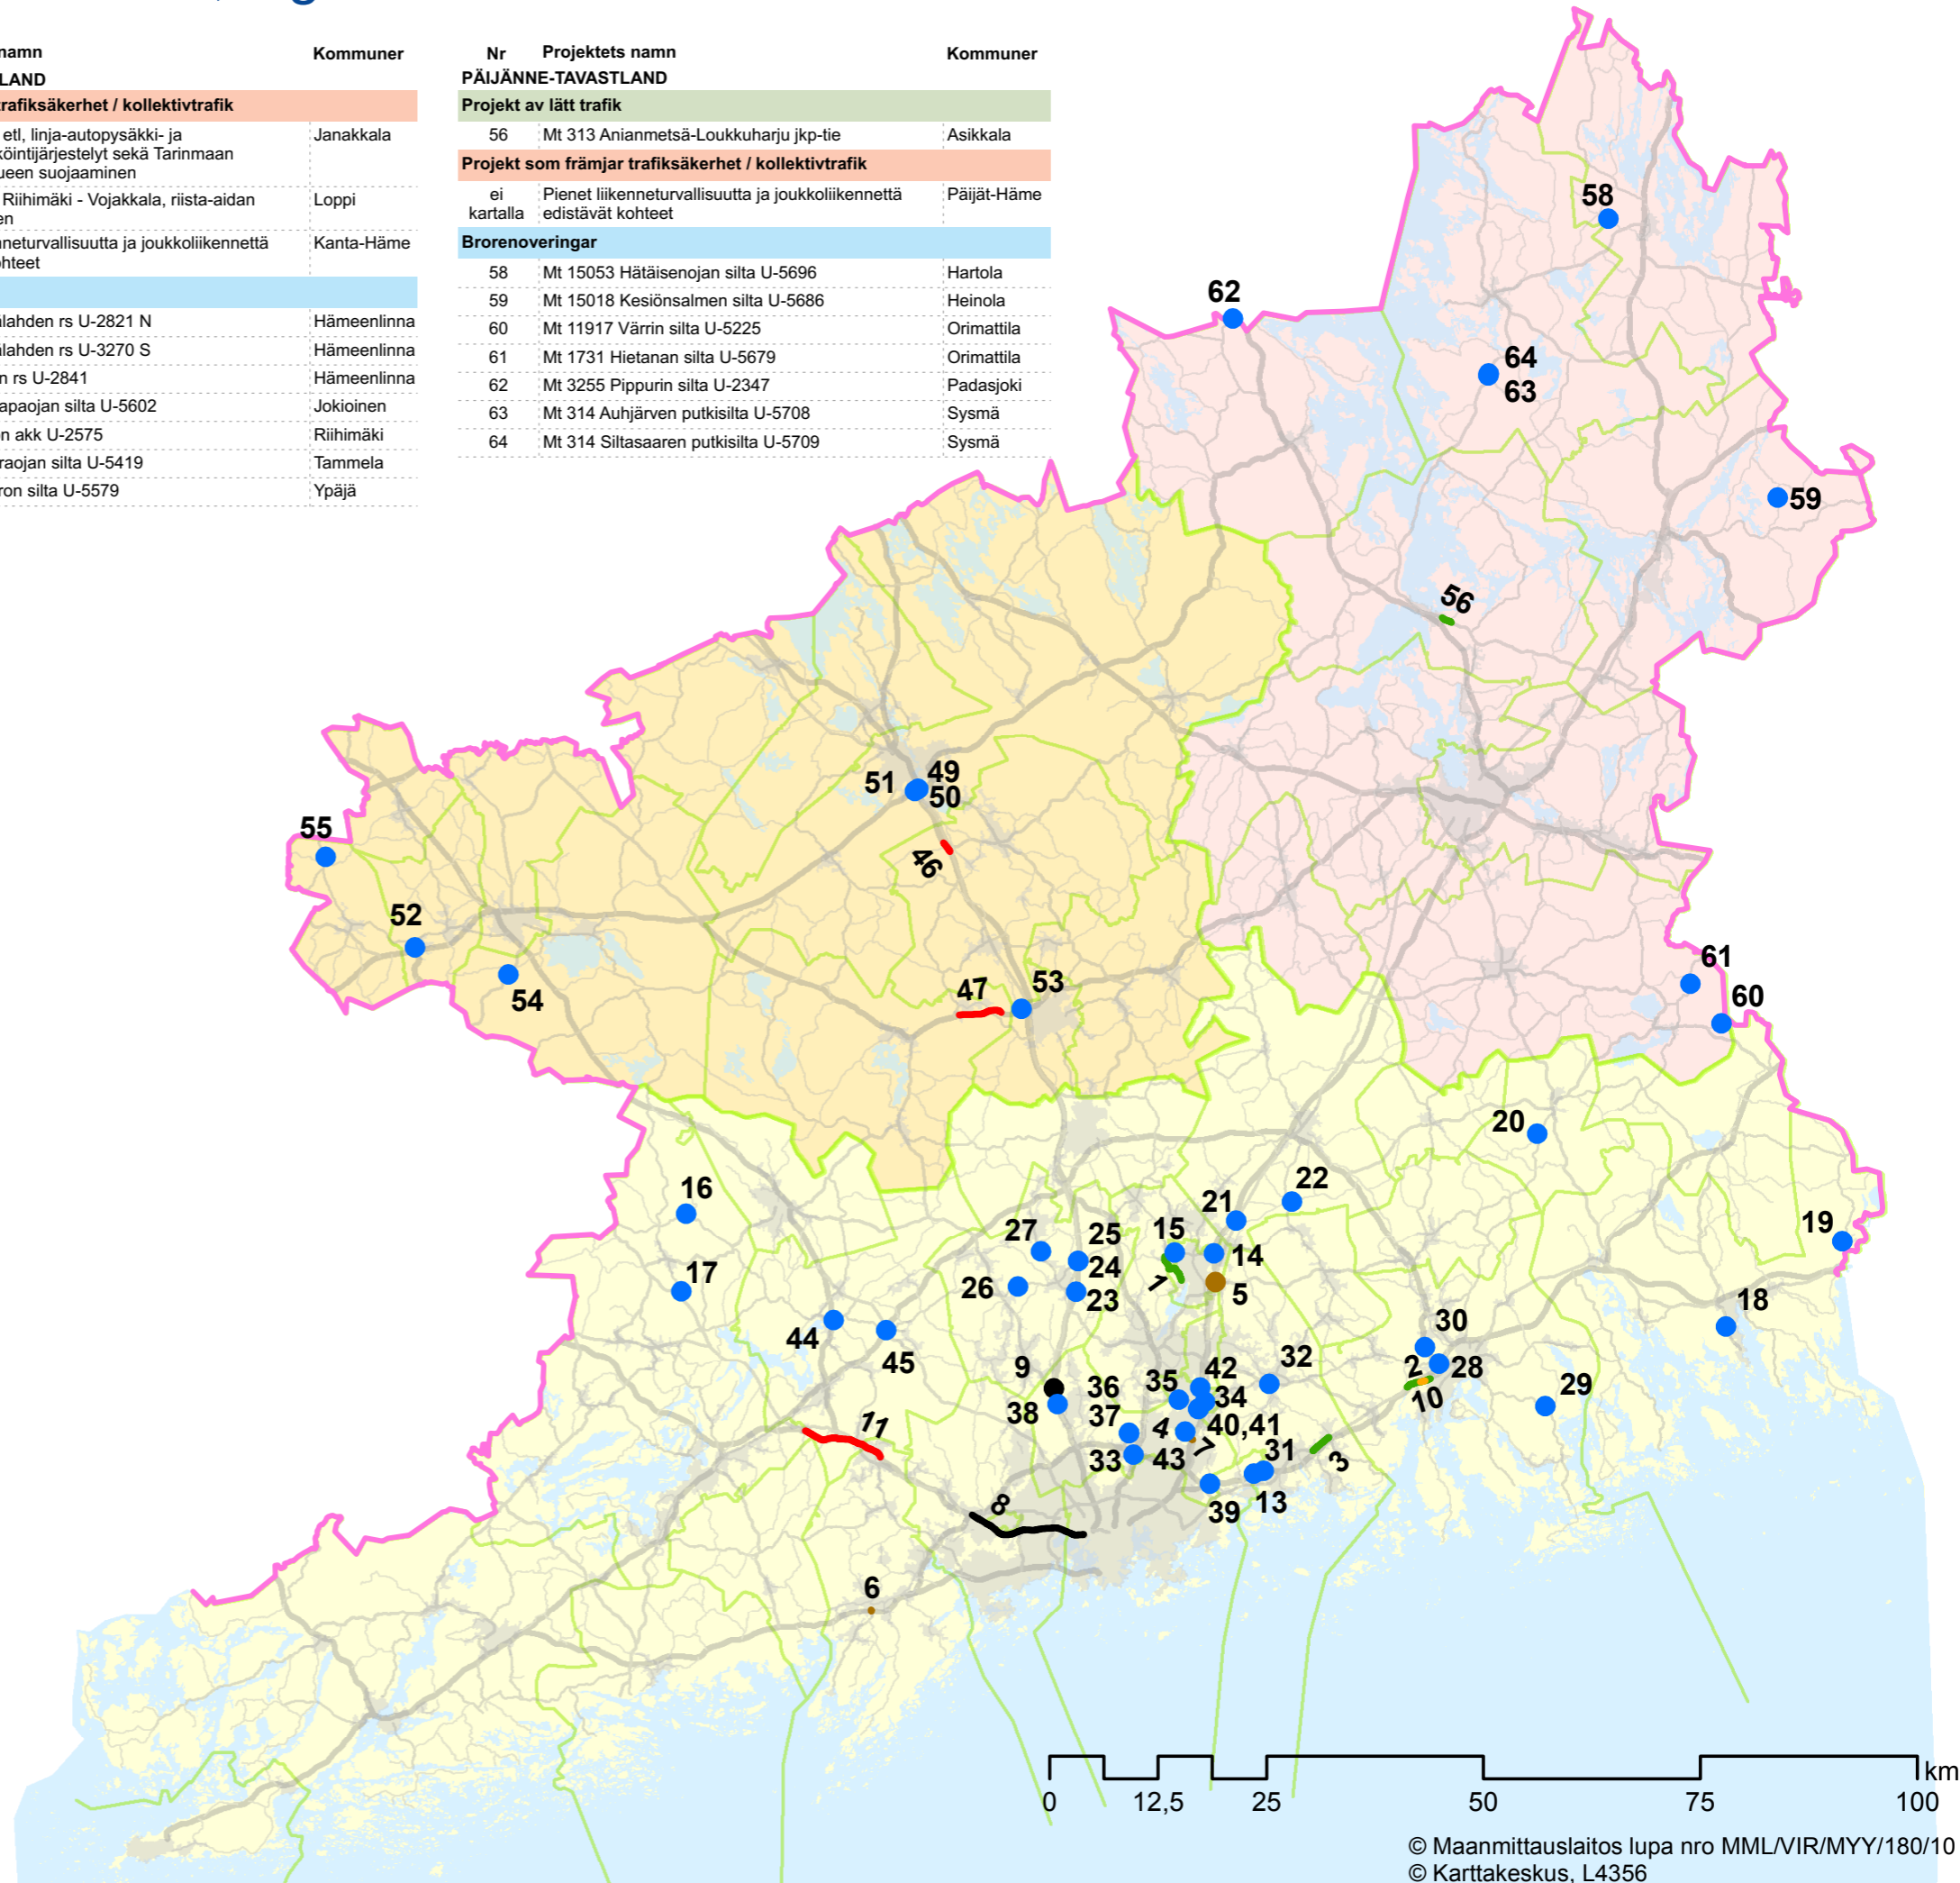 namn Kommuner
LAND
trafiksäkerhet / kollektivtrafik
etl, linja-autopysäkki- ja Janakkala
köintijärjestelyt sekä Tarinmaan
ueen suojaaminen
Riihimäki - Vojakkala, riista-aidan Loppi
en
nneturvallisuutta ja joukkoliikennettä Kanta-Häme
ohteet
älahden rs U-2821 N Hämeenlinna
älahden rs U-3270 S Hämeenlinna
n rs U-2841 Hämeenlinna
apaojan silta U-5602 Jokioinen
on akk U-2575 Riihimäki
raojan silta U-5419 Tammela
ron silta U-5579 Ypäjä
Nr Projektets namn Kommuner
PÄIJÄNNE-TAVASTLAND
Projekt av lätt trafik
56 Mt 313 Anianmetsä-Loukkuharju jkp-tie Asikkala
Projekt som främjar trafiksäkerhet / kollektivtrafik
ei Pienet liikenneturvallisuutta ja joukkoliikennettä Päijät-Häme
kartalla edistävät kohteet
Brorenoveringar
58 Mt 15053 Hätäisenojan silta U-5696 Hartola
59 Mt 15018 Kesiönsalmen silta U-5686 Heinola
60 Mt 11917 Värrin silta U-5225 Orimattila
61 Mt 1731 Hietanan silta U-5679 Orimattila
62 Mt 3255 Pippurin silta U-2347 Padasjoki
63 Mt 314 Auhjärven putkisilta U-5708 Sysmä
64 Mt 314 Siltasaaren putkisilta U-5709 Sysmä
58
62
64
63
59
56
51 49
50
46
55
52
54
47 53
61
60
20
16
22
21
27 25 15
19
24 14
17
26 23 1 5
18
44
45
30
9 36 35 42 32 2 28
38 34 10 29
37 4 40,41
11
33 43 7 31 3
39 13
8
6
km
0 12,5 25 50 75 100
© Maanmittauslaitos lupa nro MML/VIR/MYY/180/10
© Karttakeskus, L4356